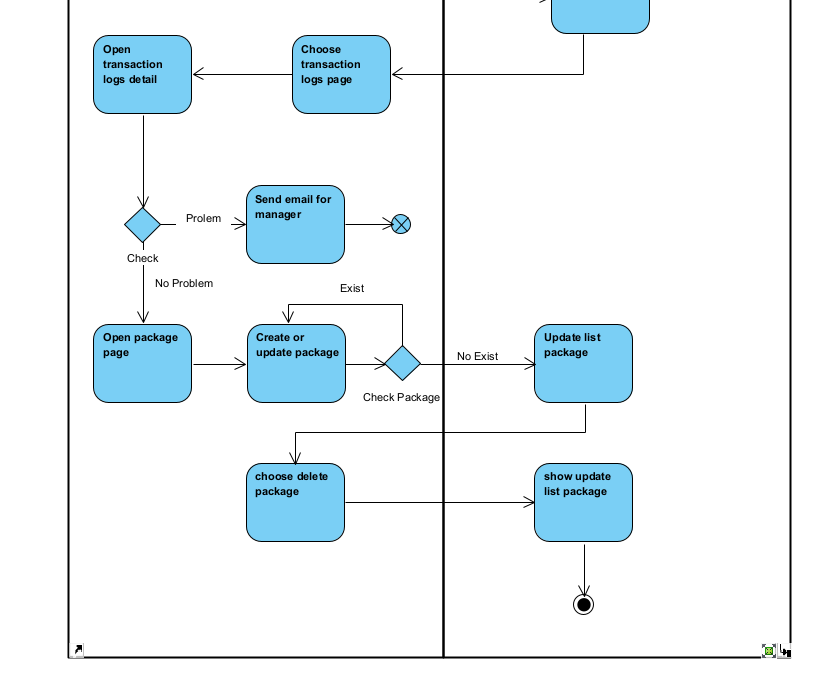 Open
transaction
logs detail
Choose
transaction
logs page
Prolem
Send email for
manager
Check
No Problem
Exist
Open package
page
Create or
update package
No Exist
Update list
package
Check Package
choose delete
package
show update
list package